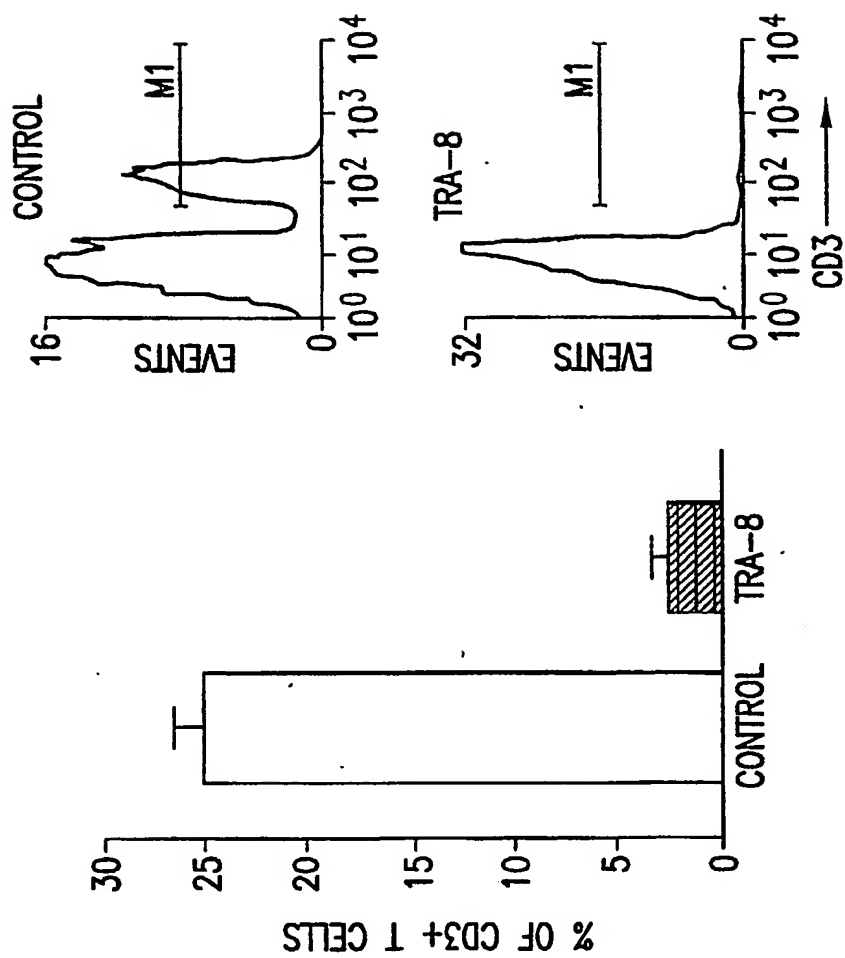 % OF CD3+ T CELLS
30
25
20
15
10
5
0
CONTROL
TRA-8
CONTROL
16
EVENTS
0
M1
10⁰ 10¹ 10² 10³ 10⁴
TRA-8
32
EVENTS
0
M1
10⁰ 10¹ 10² 10³ 10⁴
CD3